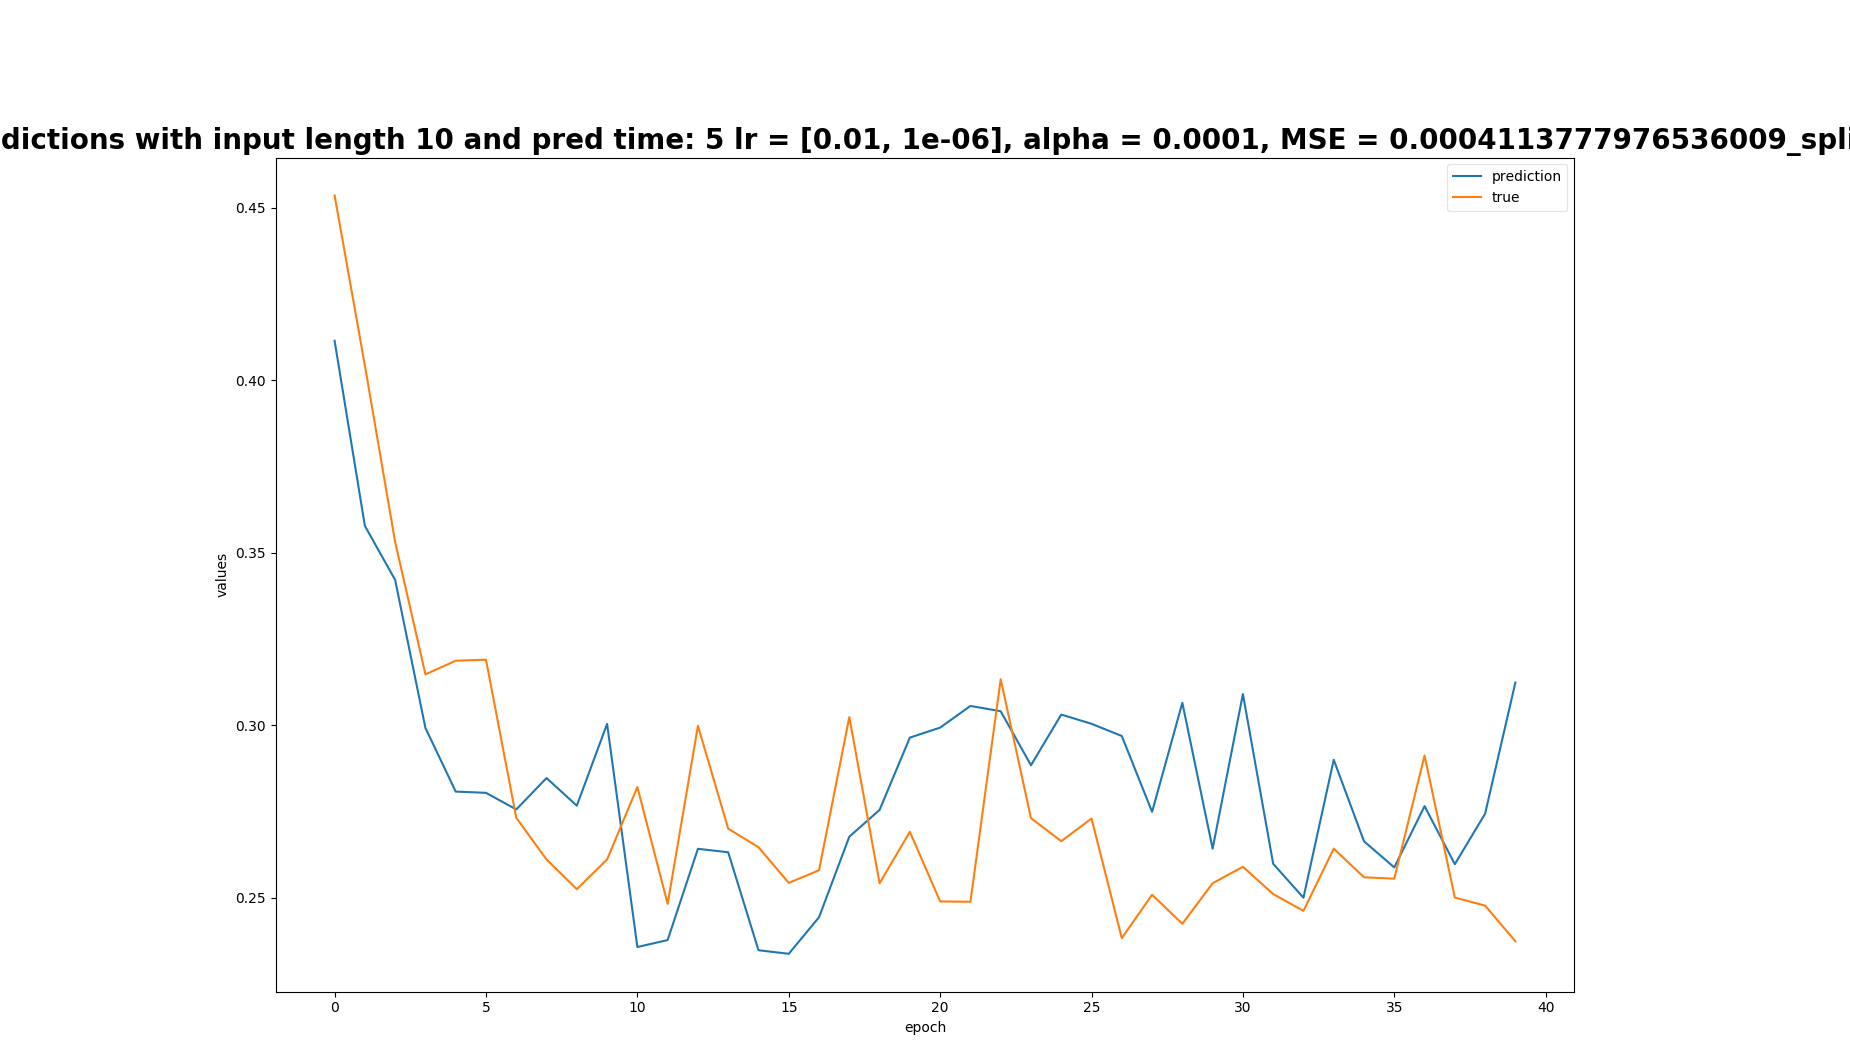 dictions with input length 10 and pred time: 5 lr = [0.01, 1e-06], alpha = 0.0001, MSE = 0.0004113777976536009_spli
prediction
true
0.45
0.40
0.35
0.30
0.25
values
0 5 10 15 20 25 30 35 40
epoch